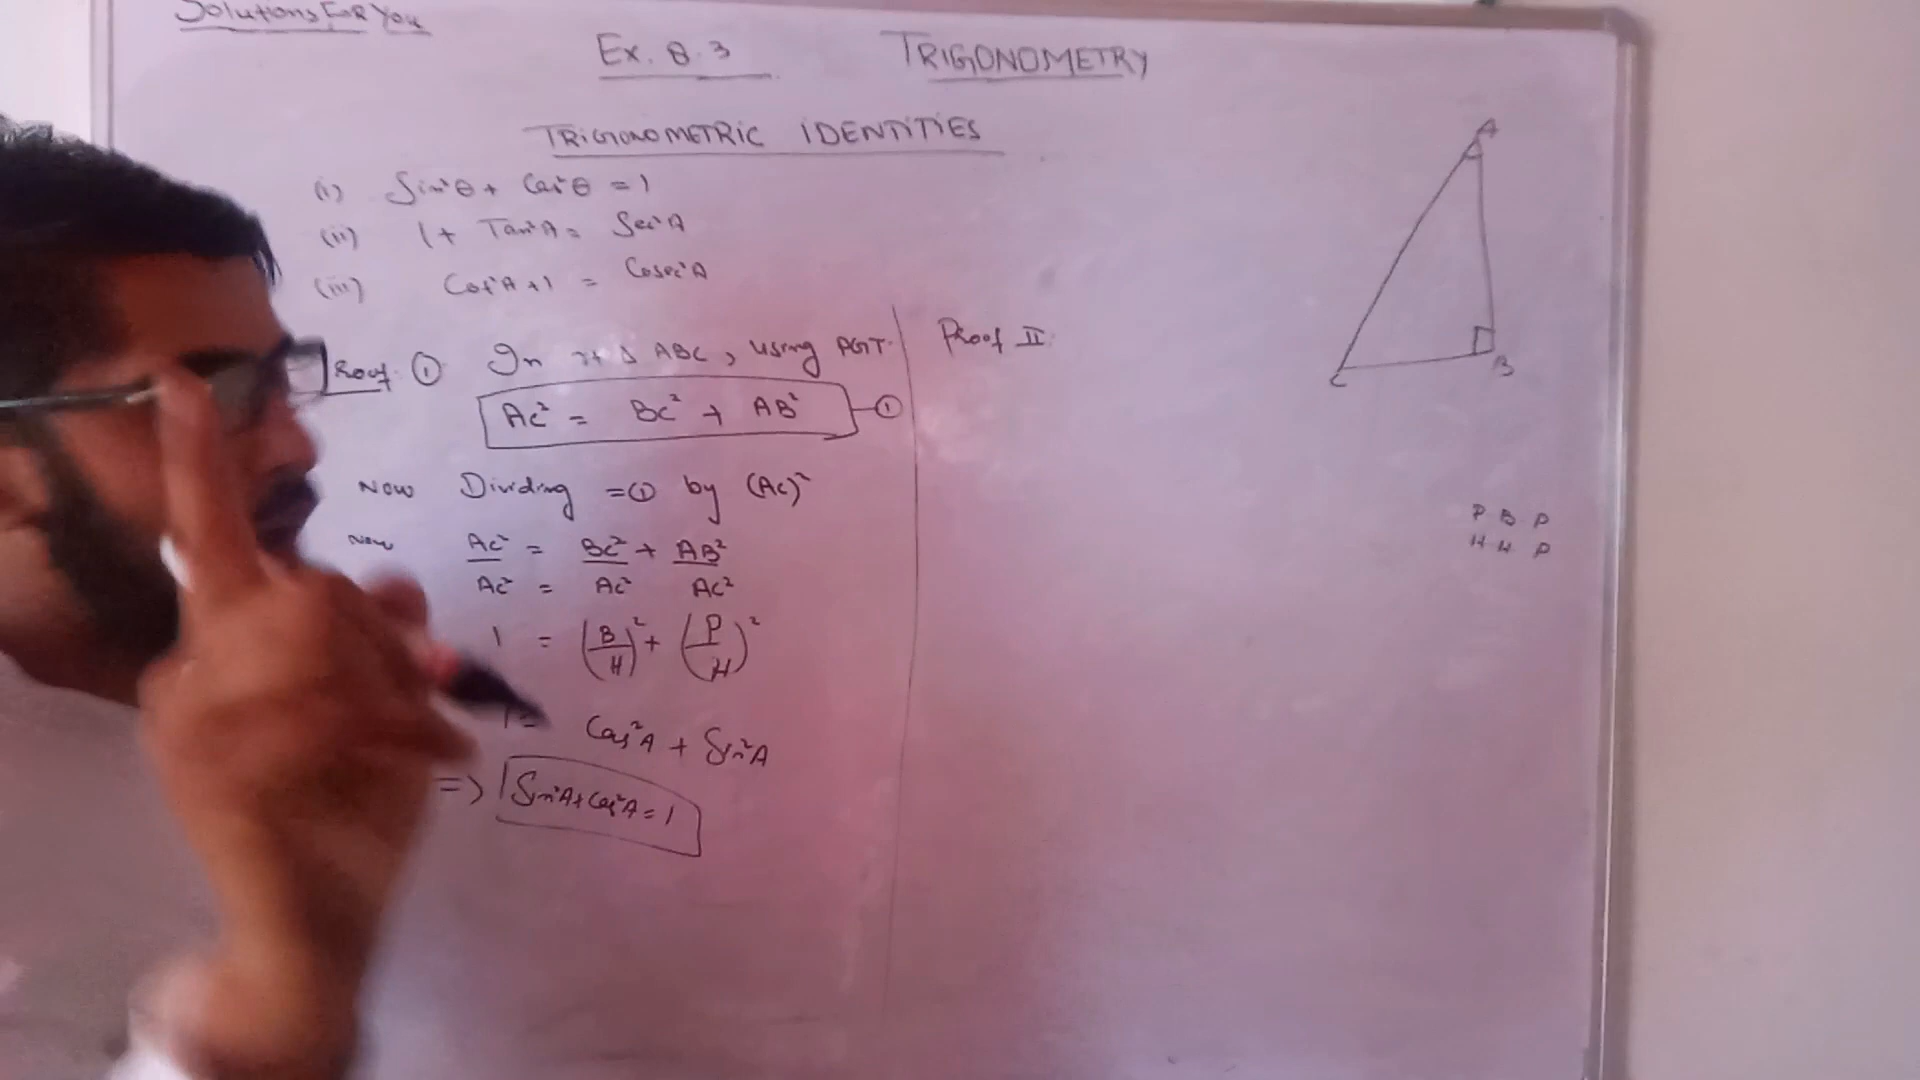 Solutions For You
Ex. 8.3 TRIGONOMETRY
TRIGONOMETRIC IDENTITIES
(i) Sin²θ + Cos²θ = 1
(ii) 1 + Tan²A = Sec²A
(iii) Cot²A + 1 = Cosec²A
Proof: ① In rt Δ ABC, using PGT.
AC² = BC² + AB² —①
Now Dividing =① by (AC)²
Now AC² = BC² + AB²
AC² = AC² AC²
1 = (B/H)² + (P/H)²
1 = Cos²A + Sin²A
=> Sin²A + Cos²A = 1
Proof II:
A
B
C
P B P
H H P